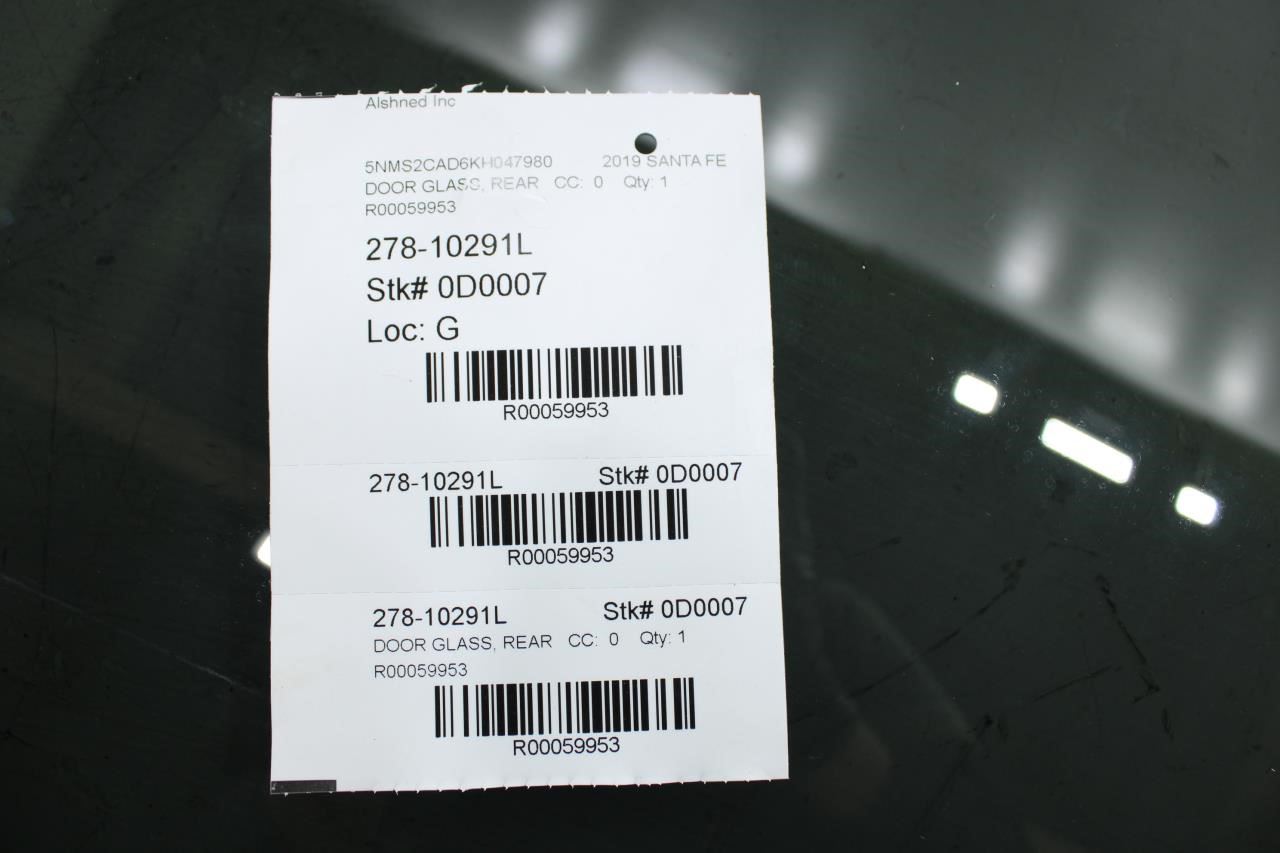 Alshned Inc
5NMS2CAD6KH047980 2019 SANTA FE
DOOR GLASS, REAR CC: 0 Qty: 1
R00059953
278-10291L
Stk# 0D0007
Loc: G
R00059953
278-10291L Stk# 0D0007
R00059953
278-10291L Stk# 0D0007
DOOR GLASS, REAR CC: 0 Qty: 1
R00059953
R00059953